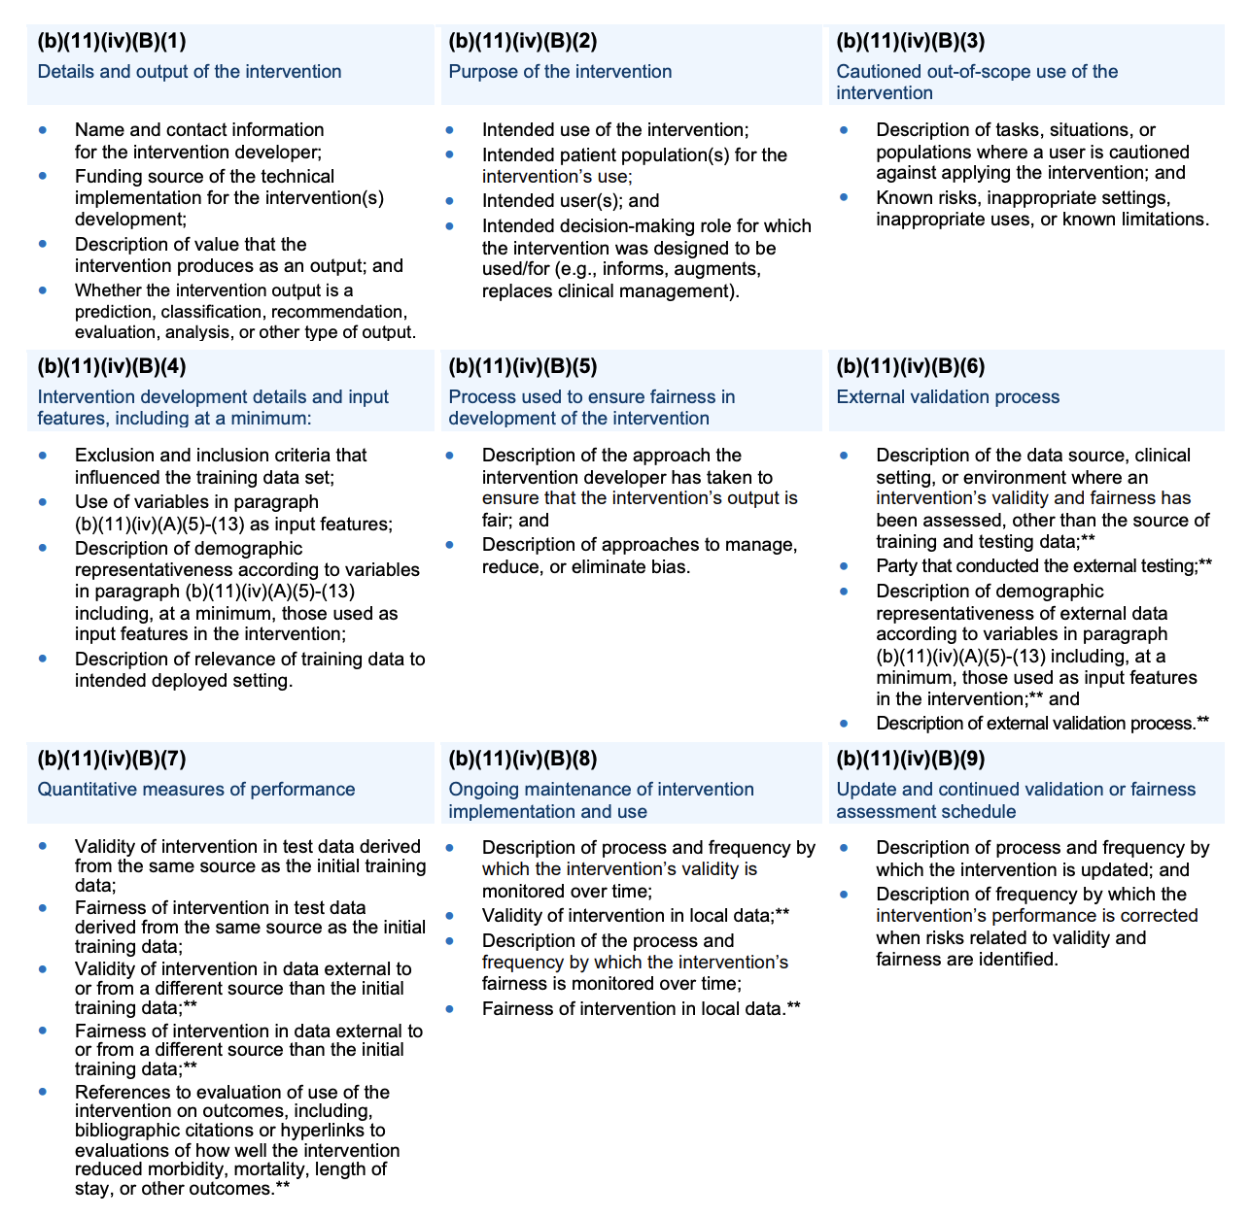 (b)(11)(iv)(B)(1)
Details and output of the intervention
• Name and contact information
for the intervention developer;
• Funding source of the technical
implementation for the intervention(s)
development;
• Description of value that the
intervention produces as an output; and
• Whether the intervention output is a
prediction, classification, recommendation,
evaluation, analysis, or other type of output.
(b)(11)(iv)(B)(2)
Purpose of the intervention
• Intended use of the intervention;
• Intended patient population(s) for the
intervention’s use;
• Intended user(s); and
• Intended decision-making role for which
the intervention was designed to be
used/for (e.g., informs, augments,
replaces clinical management).
(b)(11)(iv)(B)(3)
Cautioned out-of-scope use of the
intervention
• Description of tasks, situations, or
populations where a user is cautioned
against applying the intervention; and
• Known risks, inappropriate settings,
inappropriate uses, or known limitations.
(b)(11)(iv)(B)(4)
Intervention development details and input
features, including at a minimum:
• Exclusion and inclusion criteria that
influenced the training data set;
• Use of variables in paragraph
(b)(11)(iv)(A)(5)-(13) as input features;
• Description of demographic
representativeness according to variables
in paragraph (b)(11)(iv)(A)(5)-(13)
including, at a minimum, those used as
input features in the intervention;
• Description of relevance of training data to
intended deployed setting.
(b)(11)(iv)(B)(5)
Process used to ensure fairness in
development of the intervention
• Description of the approach the
intervention developer has taken to
ensure that the intervention’s output is
fair; and
• Description of approaches to manage,
reduce, or eliminate bias.
(b)(11)(iv)(B)(6)
External validation process
• Description of the data source, clinical
setting, or environment where an
intervention’s validity and fairness has
been assessed, other than the source of
training and testing data;**
• Party that conducted the external testing;**
• Description of demographic
representativeness of external data
according to variables in paragraph
(b)(11)(iv)(A)(5)-(13) including, at a
minimum, those used as input features
in the intervention;** and
• Description of external validation process.**
(b)(11)(iv)(B)(7)
Quantitative measures of performance
• Validity of intervention in test data derived
from the same source as the initial training
data;
• Fairness of intervention in test data
derived from the same source as the initial
training data;
• Validity of intervention in data external to
or from a different source than the initial
training data;**
• Fairness of intervention in data external to
or from a different source than the initial
training data;**
• References to evaluation of use of the
intervention on outcomes, including,
bibliographic citations or hyperlinks to
evaluations of how well the intervention
reduced morbidity, mortality, length of
stay, or other outcomes.**
(b)(11)(iv)(B)(8)
Ongoing maintenance of intervention
implementation and use
• Description of process and frequency by
which the intervention’s validity is
monitored over time;
• Validity of intervention in local data;**
• Description of the process and
frequency by which the intervention’s
fairness is monitored over time;
• Fairness of intervention in local data.**
(b)(11)(iv)(B)(9)
Update and continued validation or fairness
assessment schedule
• Description of process and frequency by
which the intervention is updated; and
• Description of frequency by which the
intervention’s performance is corrected
when risks related to validity and
fairness are identified.